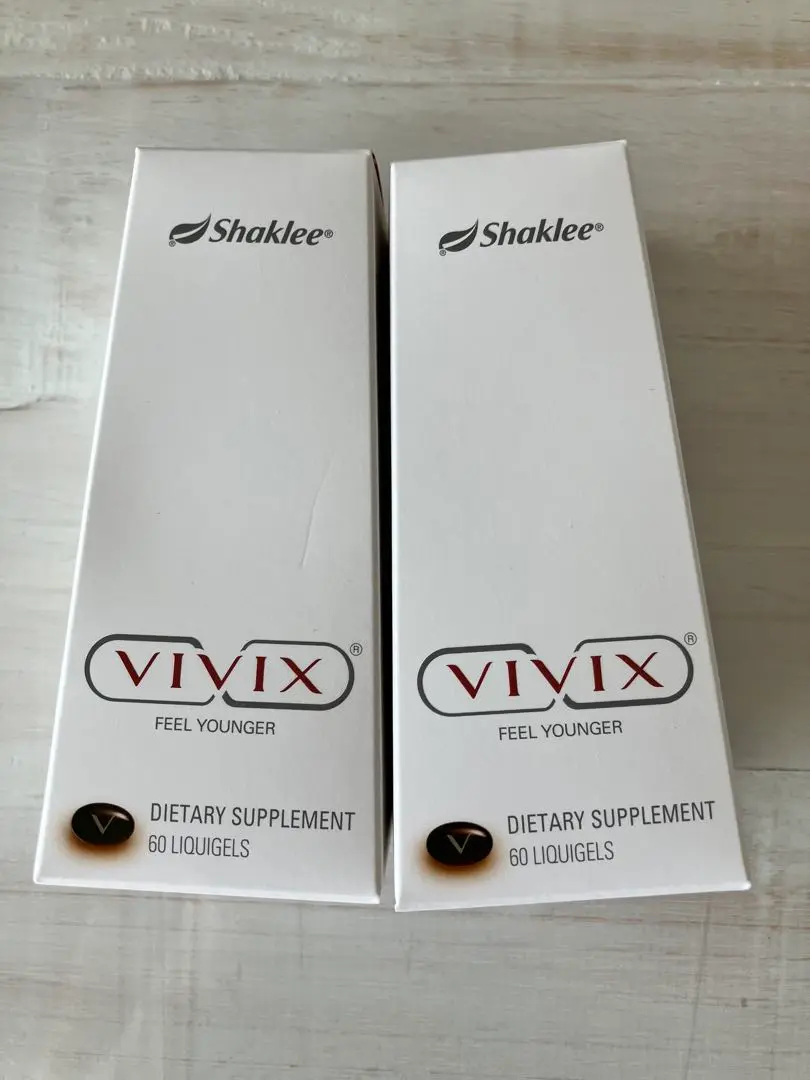 Shaklee®
VIVIX®
FEEL YOUNGER
V
DIETARY SUPPLEMENT
60 LIQUIGELS
Shaklee®
VIVIX®
FEEL YOUNGER
V
DIETARY SUPPLEMENT
60 LIQUIGELS